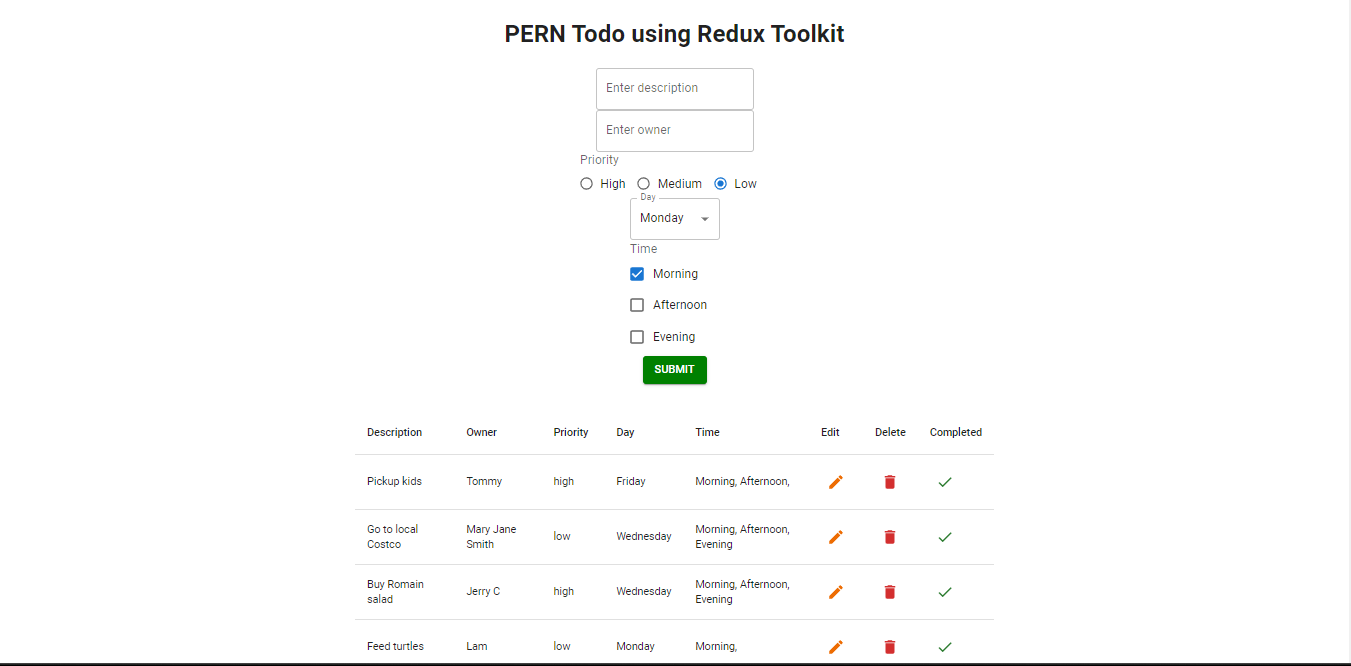 PERN Todo using Redux Toolkit
Enter description
Enter owner
Priority
High Medium Low
Day
Monday
Time
Morning
Afternoon
Evening
SUBMIT
Description Owner Priority Day Time Edit Delete Completed
Pickup kids Tommy high Friday Morning, Afternoon,
Go to local Costco Mary Jane Smith low Wednesday Morning, Afternoon, Evening
Buy Romain salad Jerry C high Wednesday Morning, Afternoon, Evening
Feed turtles Lam low Monday Morning,